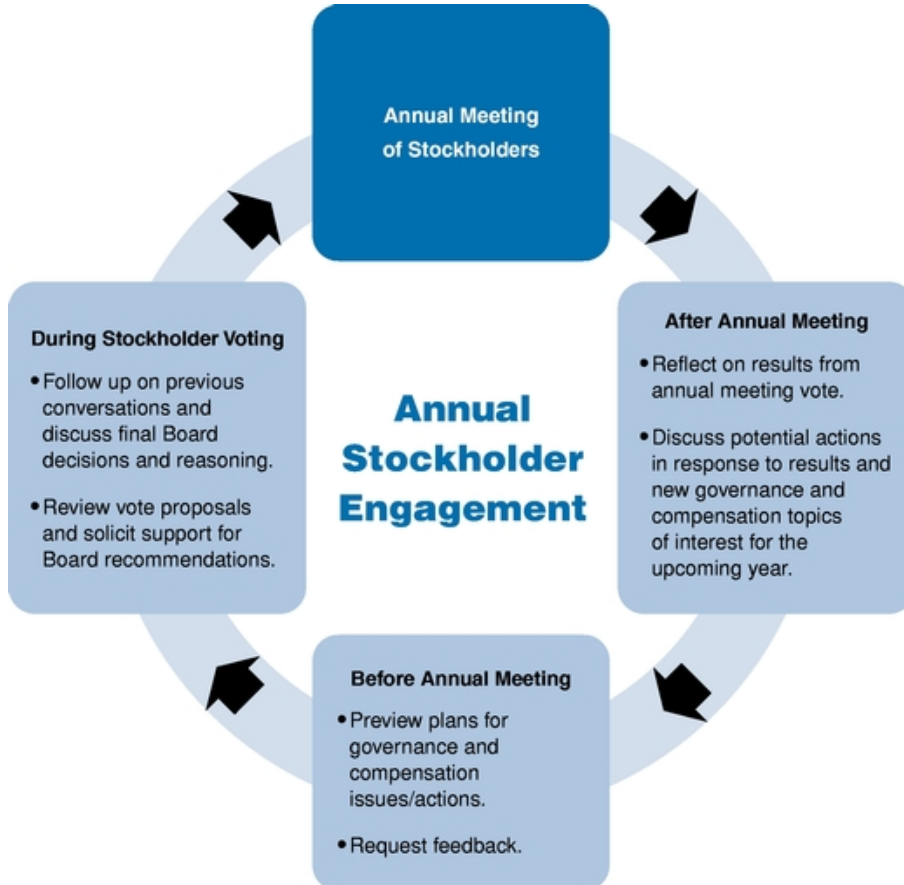 Annual Meeting
of Stockholders
During Stockholder Voting
• Follow up on previous
conversations and
discuss final Board
decisions and reasoning.
• Review vote proposals
and solicit support for
Board recommendations.
Annual
Stockholder
Engagement
After Annual Meeting
• Reflect on results from
annual meeting vote.
• Discuss potential actions
in response to results and
new governance and
compensation topics
of interest for the
upcoming year.
Before Annual Meeting
• Preview plans for
governance and
compensation
issues/actions.
• Request feedback.